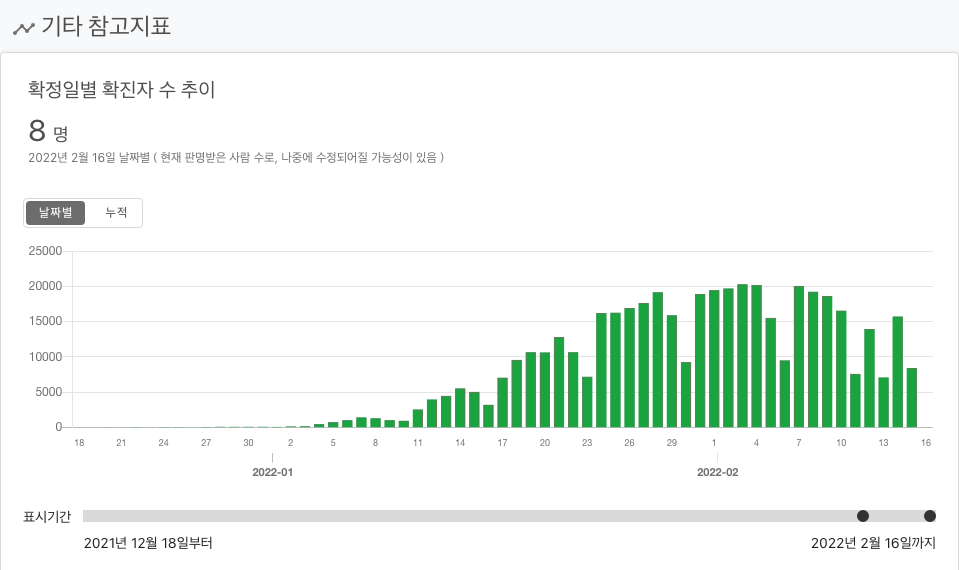 기타 참고지표
확정일별 확진자 수 추이
8 명
2022년 2월 16일 날짜별 ( 현재 판명받은 사람 수로, 나중에 수정되어질 가능성이 있음 )
날짜별 누적
25000
20000
15000
10000
5000
0
18 21 24 27 30 2 5 8 11 14 17 20 23 26 29 1 4 7 10 13 16
2022-01 2022-02
표시기간
2021년 12월 18일부터 2022년 2월 16일까지